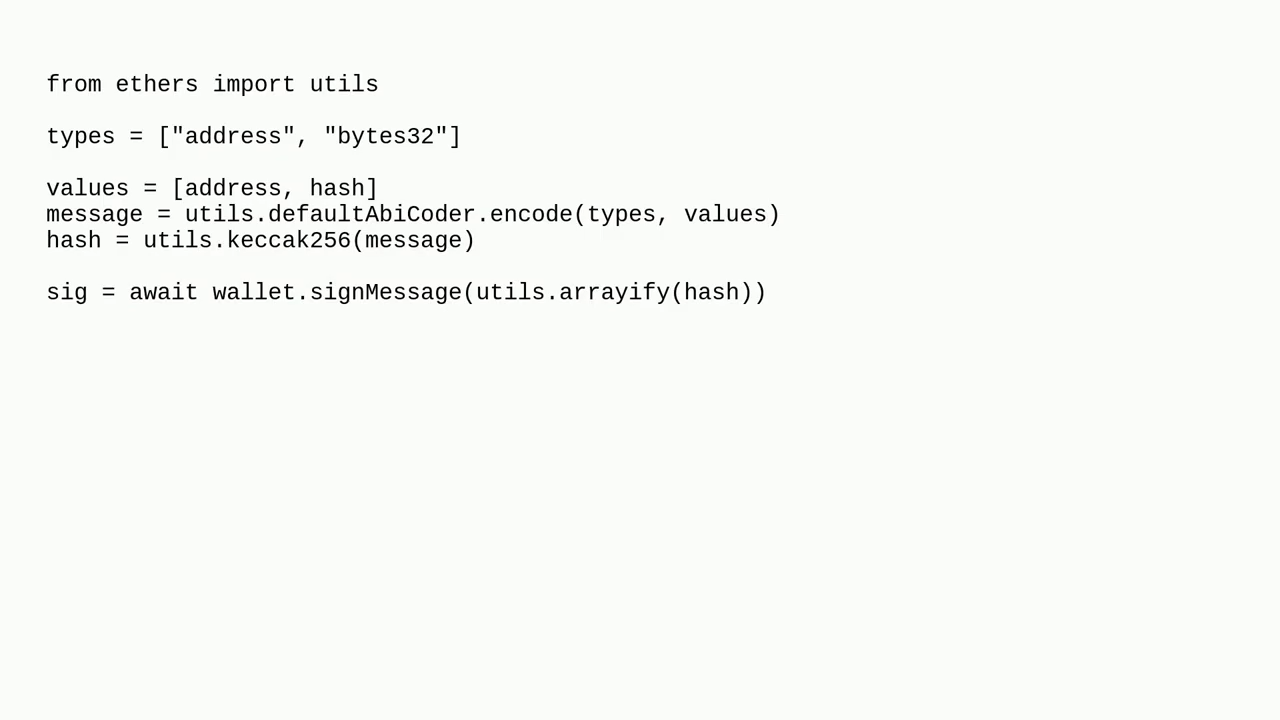 from ethers import utils
types = ["address", "bytes32"]
values = [address, hash]
message = utils.defaultAbiCoder.encode(types, values)
hash = utils.keccak256(message)
sig = await wallet.signMessage(utils.arrayify(hash))